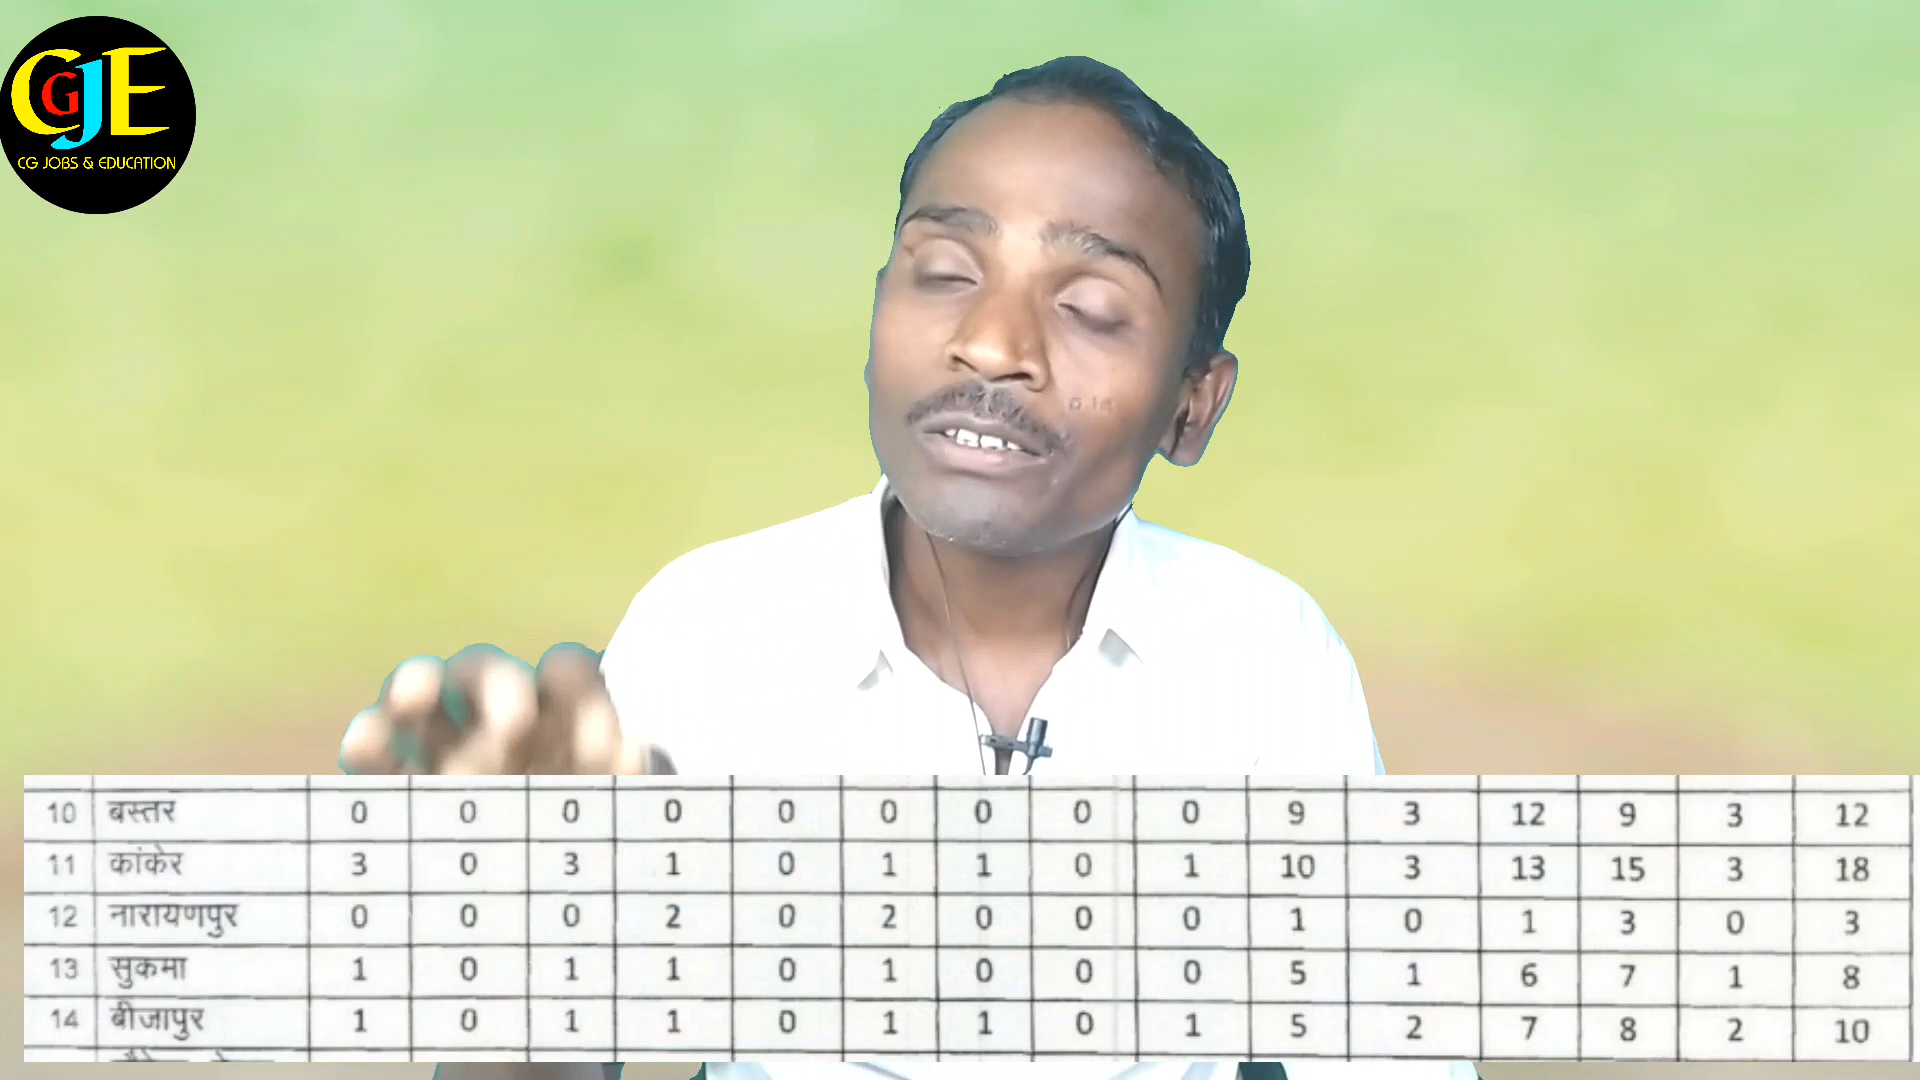 CGJE
CG JOBS & EDUCATION
10 बस्तर 0 0 0 0 0 0 0 0 0 9 3 12 9 3 12
11 कांकेर 3 0 3 1 0 1 1 0 1 10 3 13 15 3 18
12 नारायणपुर 0 0 0 2 0 2 0 0 0 1 0 1 3 0 3
13 सुकमा 1 0 1 1 0 1 0 0 0 5 1 6 7 1 8
14 बीजापुर 1 0 1 1 0 1 1 0 1 5 2 7 8 2 10